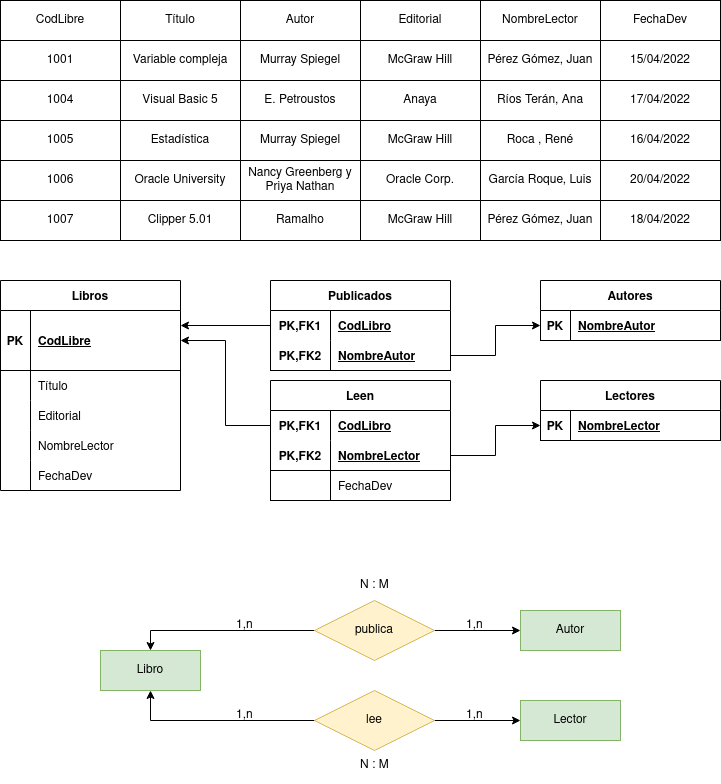 CodLibre Título Autor Editorial NombreLector FechaDev
1001 Variable compleja Murray Spiegel McGraw Hill Pérez Gómez, Juan 15/04/2022
1004 Visual Basic 5 E. Petroustos Anaya Ríos Terán, Ana 17/04/2022
1005 Estadística Murray Spiegel McGraw Hill Roca , René 16/04/2022
1006 Oracle University Nancy Greenberg y Priya Nathan Oracle Corp. García Roque, Luis 20/04/2022
1007 Clipper 5.01 Ramalho McGraw Hill Pérez Gómez, Juan 18/04/2022
Libros
PK CodLibre
Título
Editorial
NombreLector
FechaDev
Publicados
PK,FK1 CodLibro
PK,FK2 NombreAutor
Autores
PK NombreAutor
Leen
PK,FK1 CodLibro
PK,FK2 NombreLector
FechaDev
Lectores
PK NombreLector
N : M
1,n publica 1,n Autor
Libro
1,n lee 1,n Lector
N : M